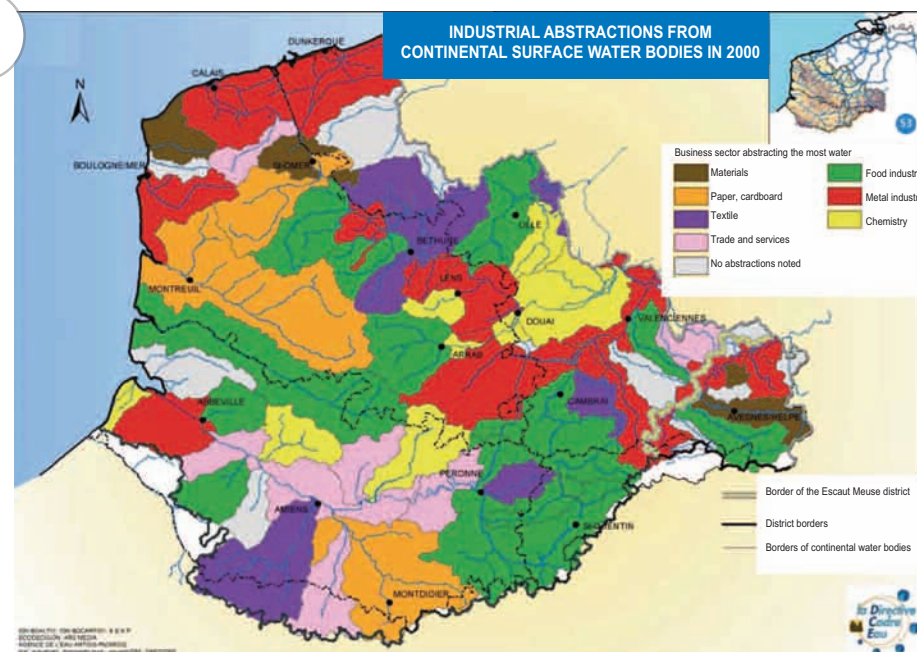 INDUSTRIAL ABSTRACTIONS FROM
CONTINENTAL SURFACE WATER BODIES IN 2000
53
N
DUNKERQUE
CALAIS
BOULOGNE/MER
ST-OMER
LILLE
BETHUNE
MONTREUIL
LENS
DOUAI
VALENCIENNES
ARRAS
ABBEVILLE
CAMBRAI
AVESNES/HELPE
PERONNE
AMIENS
ST-QUENTIN
MONTDIDIER
Business sector abstracting the most water
Materials
Food industr
Paper, cardboard
Metal industr
Textile
Chemistry
Trade and services
No abstractions noted
Border of the Escaut Meuse district
District borders
Borders of continental water bodies
la Directive
Cadre
Eau